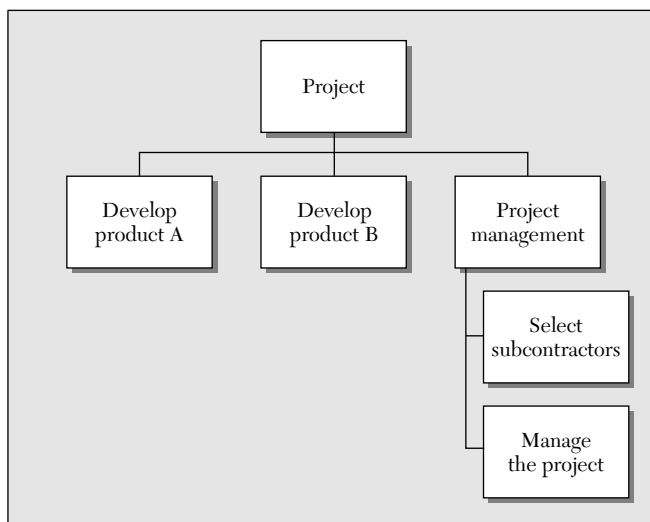 Project
Develop
product A
Develop
product B
Project
management
Select
subcontractors
Manage
the project